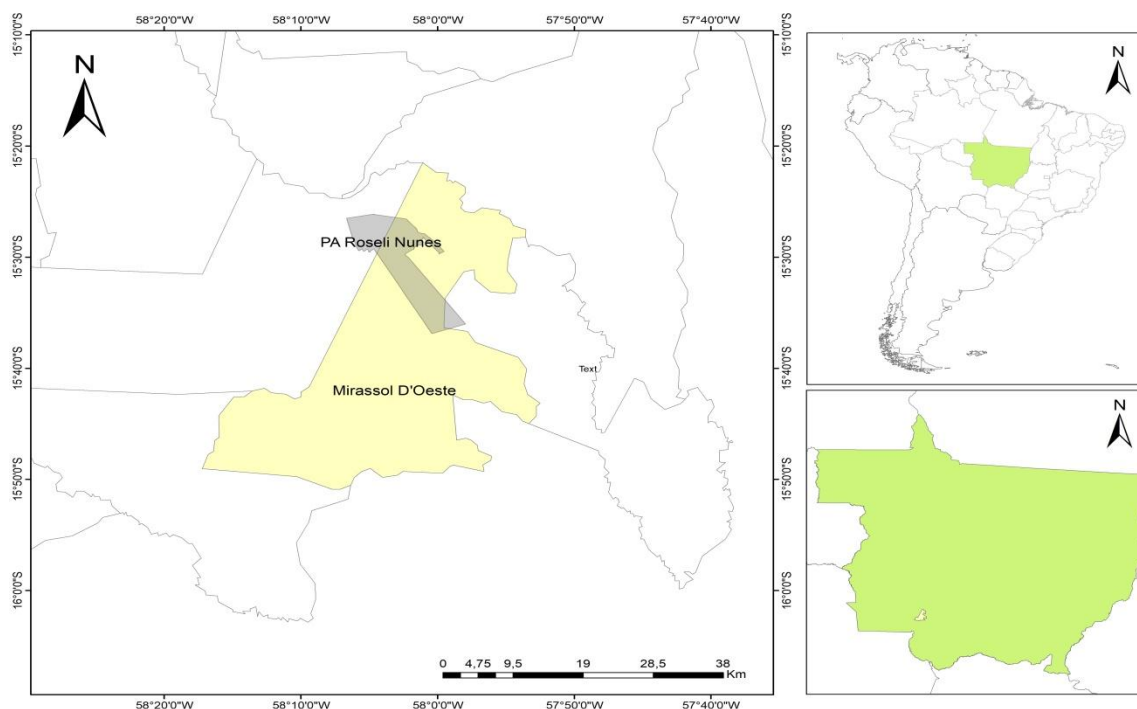 58°20'0"W 58°10'0"W 58°0'0"W 57°50'0"W 57°40'0"W
15°10'0"S 15°10'0"S
N
N
15°20'0"S 15°20'0"S
PA Roseli Nunes
15°30'0"S 15°30'0"S
Text
15°40'0"S 15°40'0"S
Mirassol D'Oeste
N
15°50'0"S 15°50'0"S
16°0'0"S 16°0'0"S
0 4,75 9,5 19 28,5 38
Km
58°20'0"W 58°10'0"W 58°0'0"W 57°50'0"W 57°40'0"W